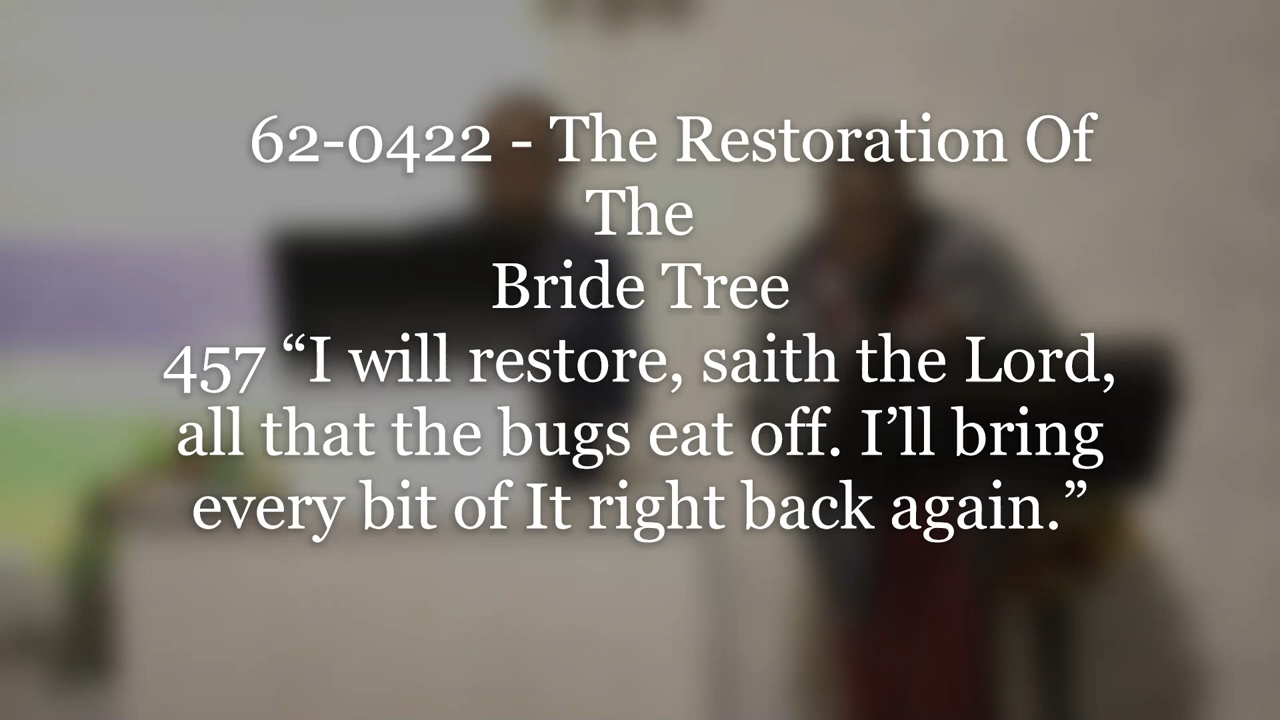 62-0422 - The Restoration Of
The
Bride Tree
457 “I will restore, saith the Lord,
all that the bugs eat off. I’ll bring
every bit of It right back again.”